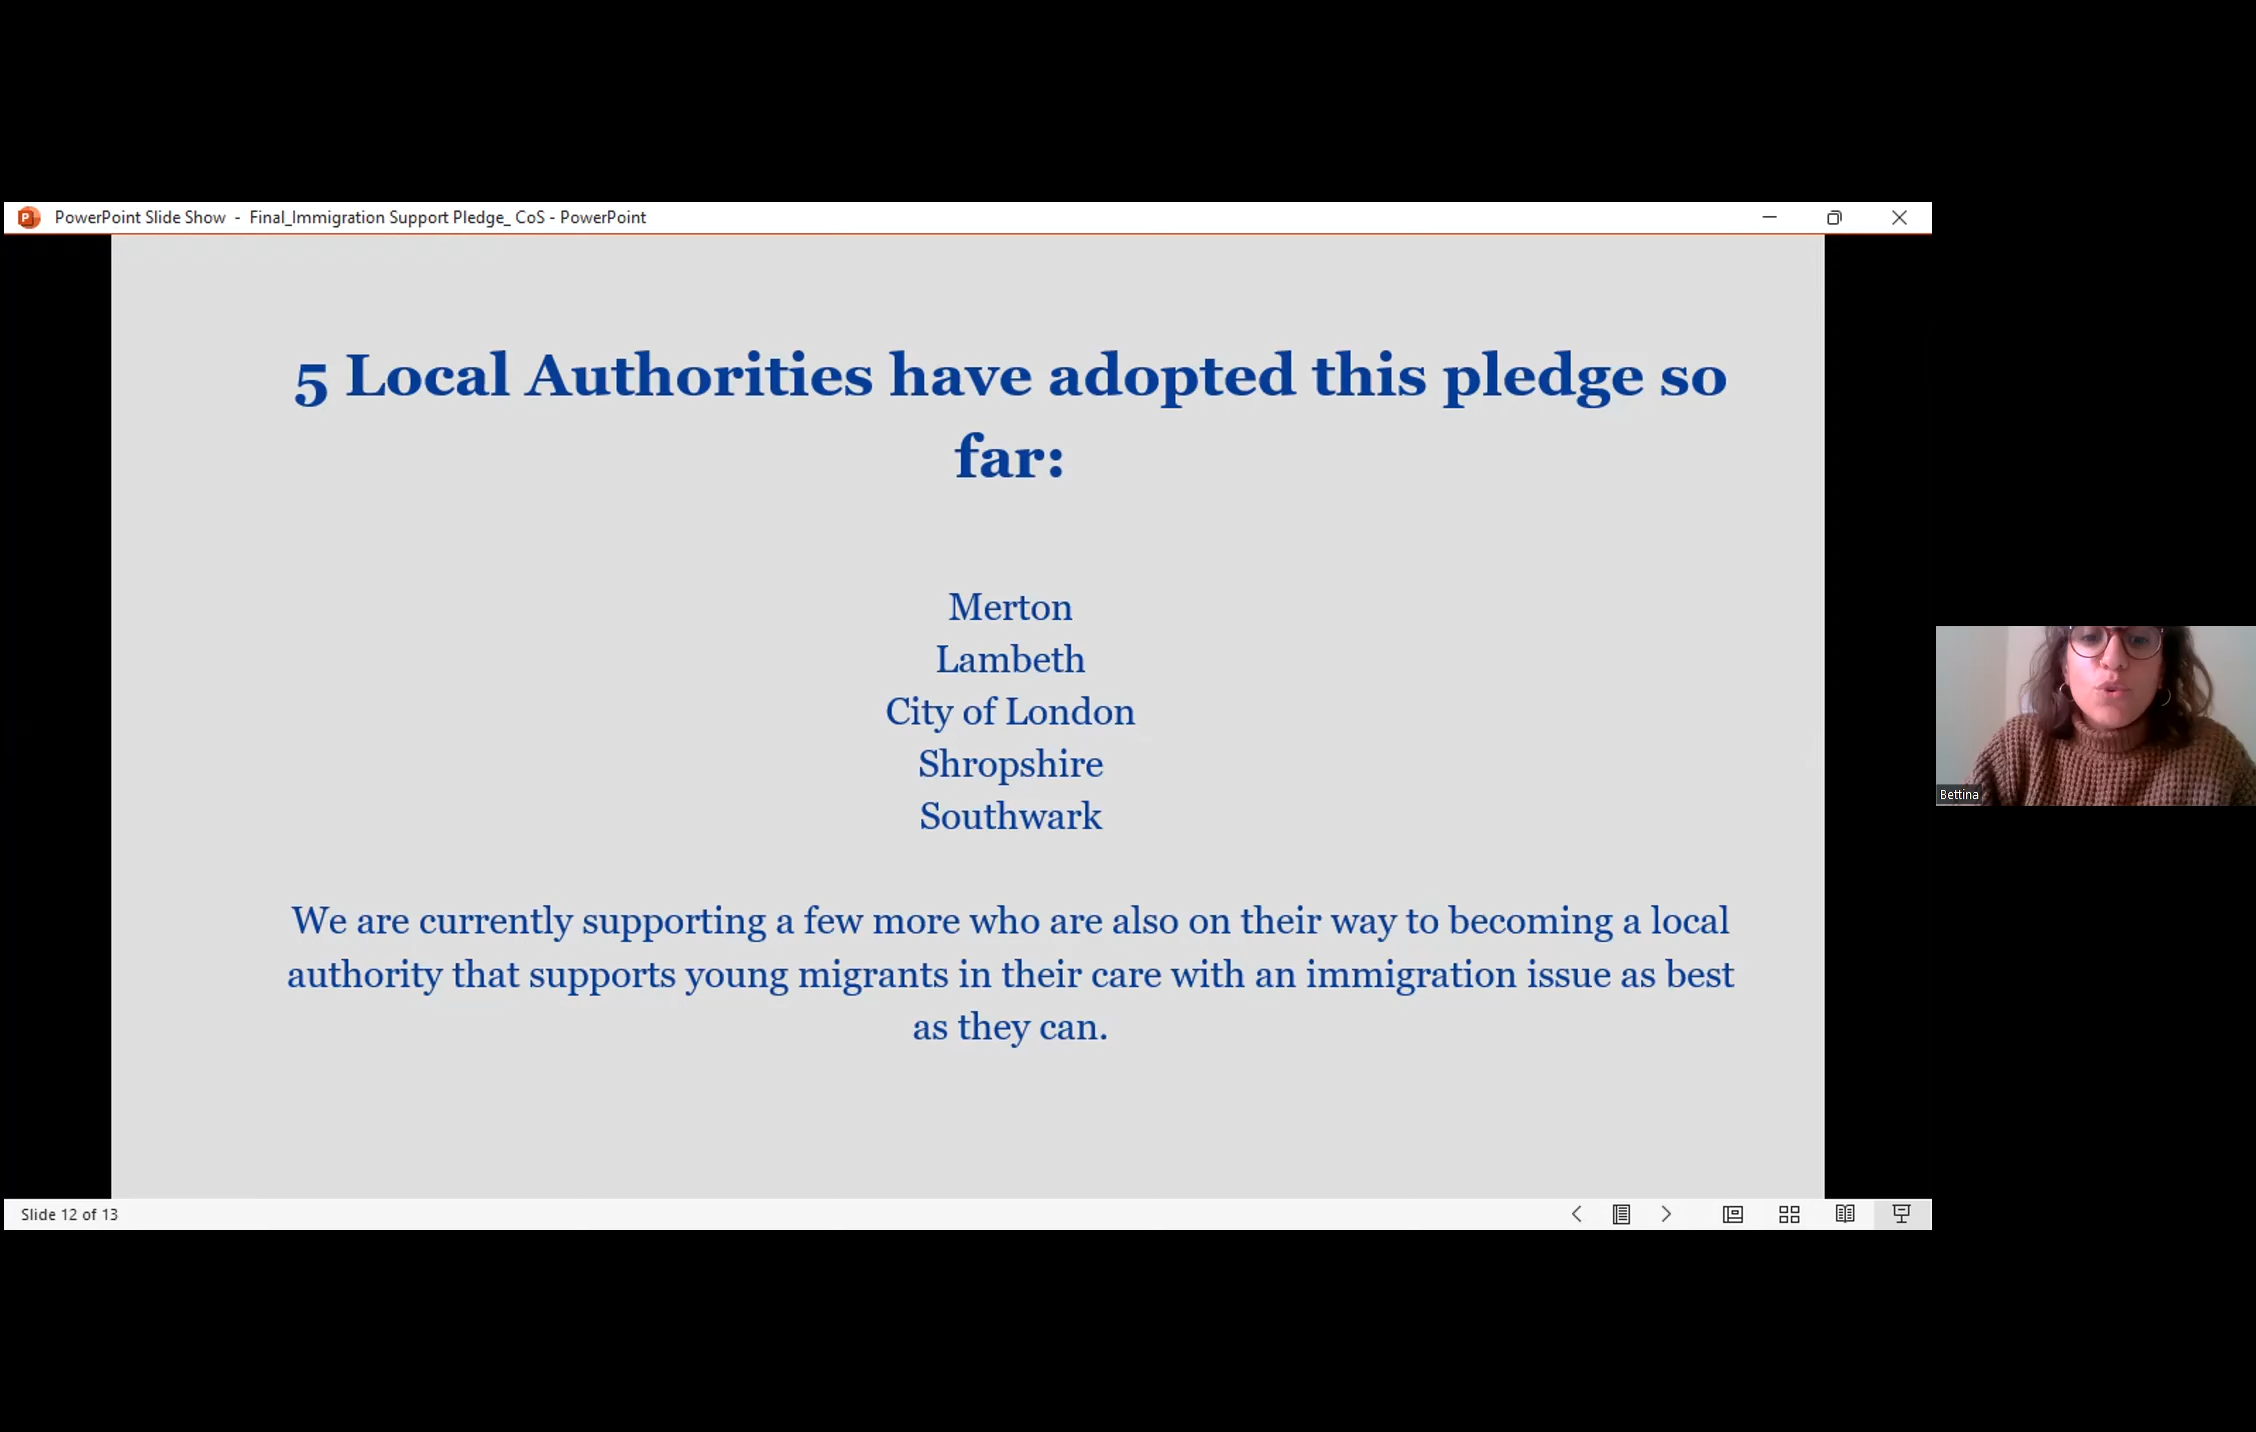 PowerPoint Slide Show - Final_Immigration Support Pledge_ CoS - PowerPoint
5 Local Authorities have adopted this pledge so
far:
Merton
Lambeth
City of London
Shropshire
Southwark
We are currently supporting a few more who are also on their way to becoming a local
authority that supports young migrants in their care with an immigration issue as best
as they can.
Bettina
Slide 12 of 13